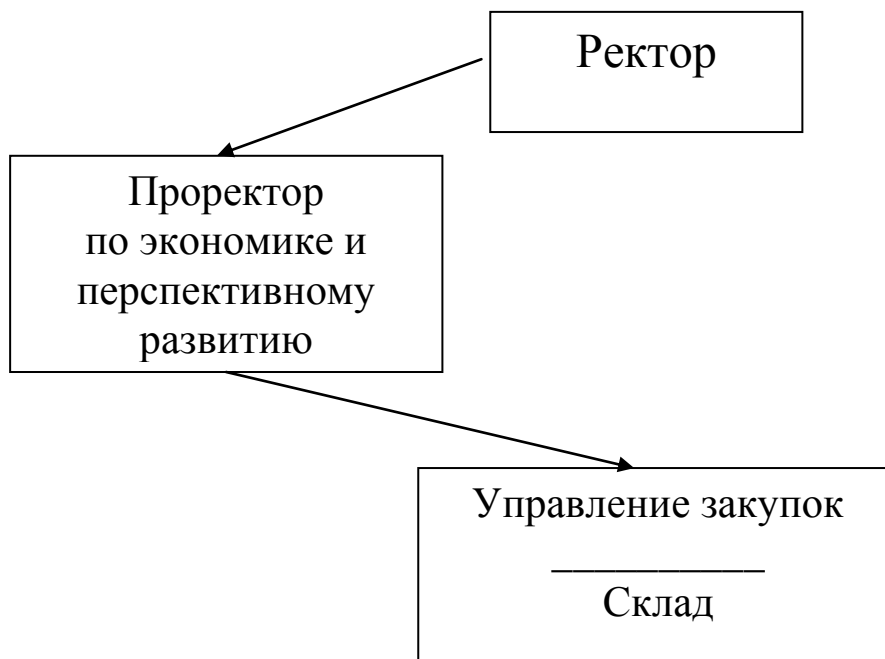 Ректор
Проректор
по экономике и
перспективному
развитию
Управление закупок
__________
Склад